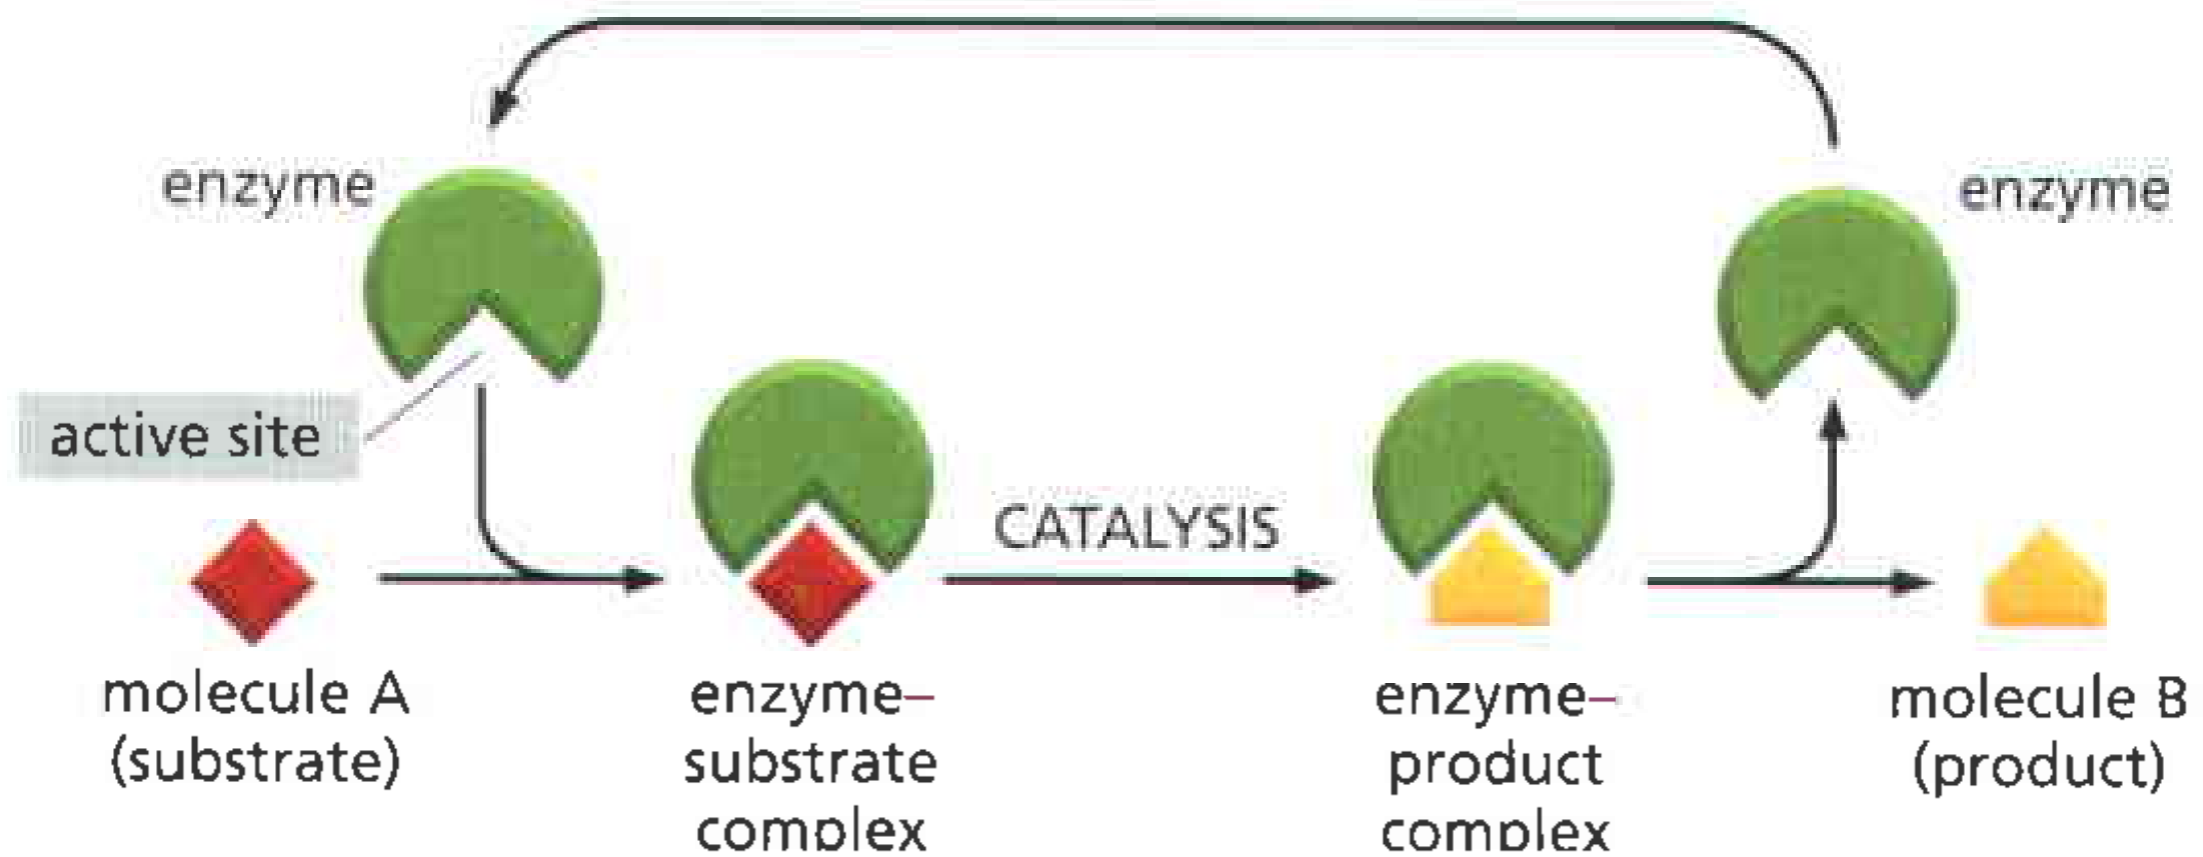 enzyme
enzyme
active site
CATALYSIS
molecule A
(substrate)
enzyme–
substrate
complex
enzyme–
product
complex
molecule B
(product)